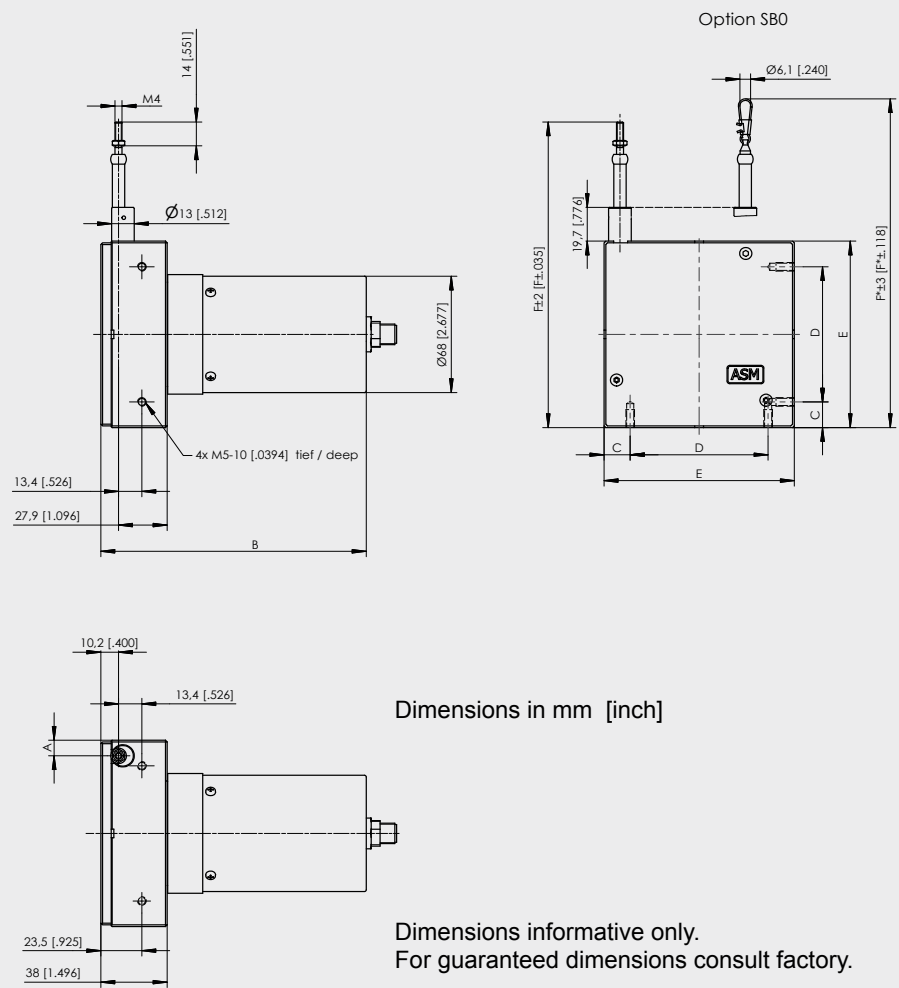 Option SB0
14 [.551]
M4
Ø13 [.512]
Ø68 [2.677]
4x M5-10 [.0394] tief / deep
13,4 [.526]
27,9 [1.096]
B
Ø6,1 [.240]
19,7 [.776]
F±2 [F±.035]
F*±3 [F*±.118]
D
E
C
ASM
C
D
E
10,2 [.400]
13,4 [.526]
A
Dimensions in mm [inch]
23,5 [.925]
38 [1.496]
Dimensions informative only.
For guaranteed dimensions consult factory.